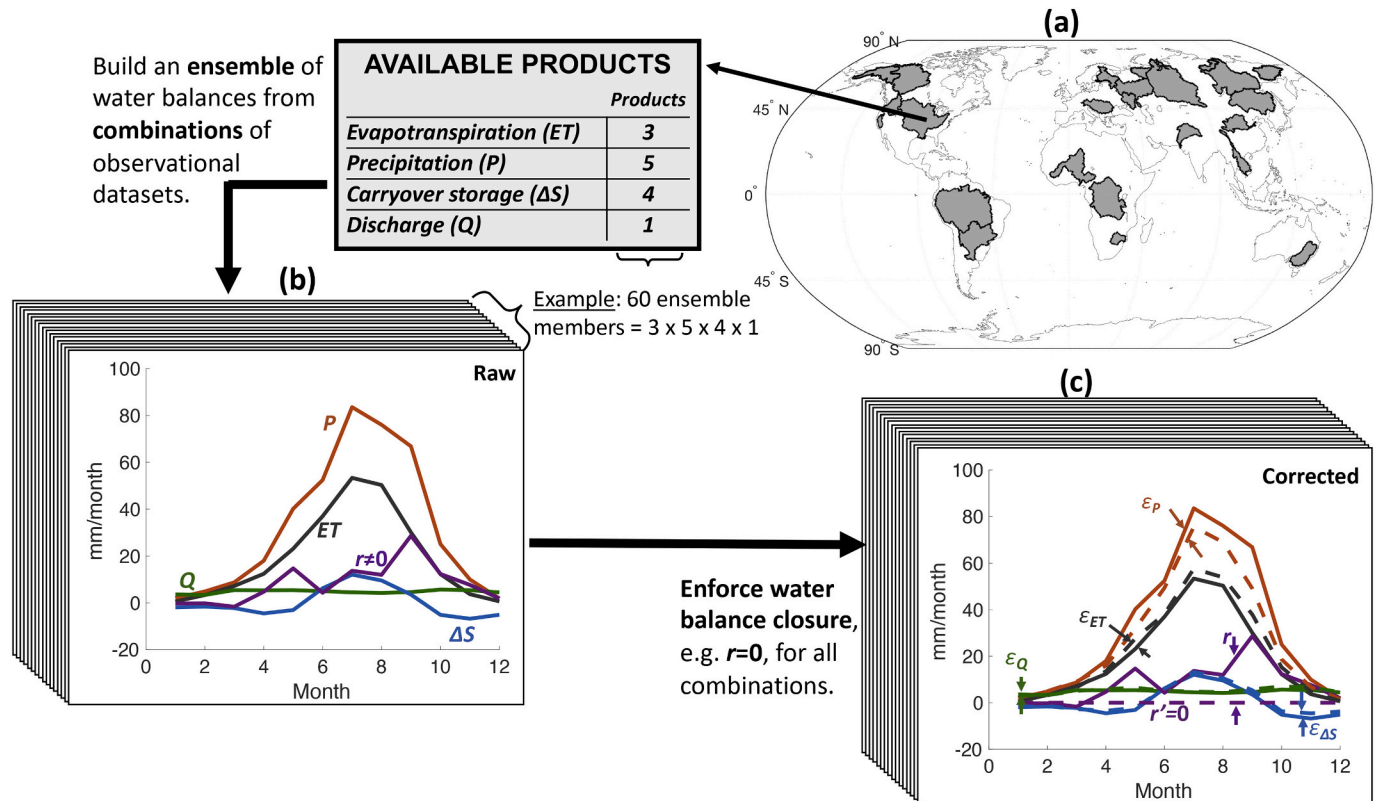 (a)
Build an ensemble of
water balances from
combinations of
observational
datasets.
AVAILABLE PRODUCTS
Products
Evapotranspiration (ET) 3
Precipitation (P) 5
Carryover storage (ΔS) 4
Discharge (Q) 1
90° N
45° N
0°
45° S
90° S
(b)
Example: 60 ensemble
members = 3 x 5 x 4 x 1
Raw
100
80
60
40
20
0
-20
mm/month
P
ET
r≠0
Q
ΔS
0 2 4 6 8 10 12
Month
Enforce water
balance closure,
e.g. r=0, for all
combinations.
(c)
Corrected
100
80
60
40
20
0
-20
mm/month
εP
εET
r
εQ
r'=0
εΔS
0 2 4 6 8 10 12
Month